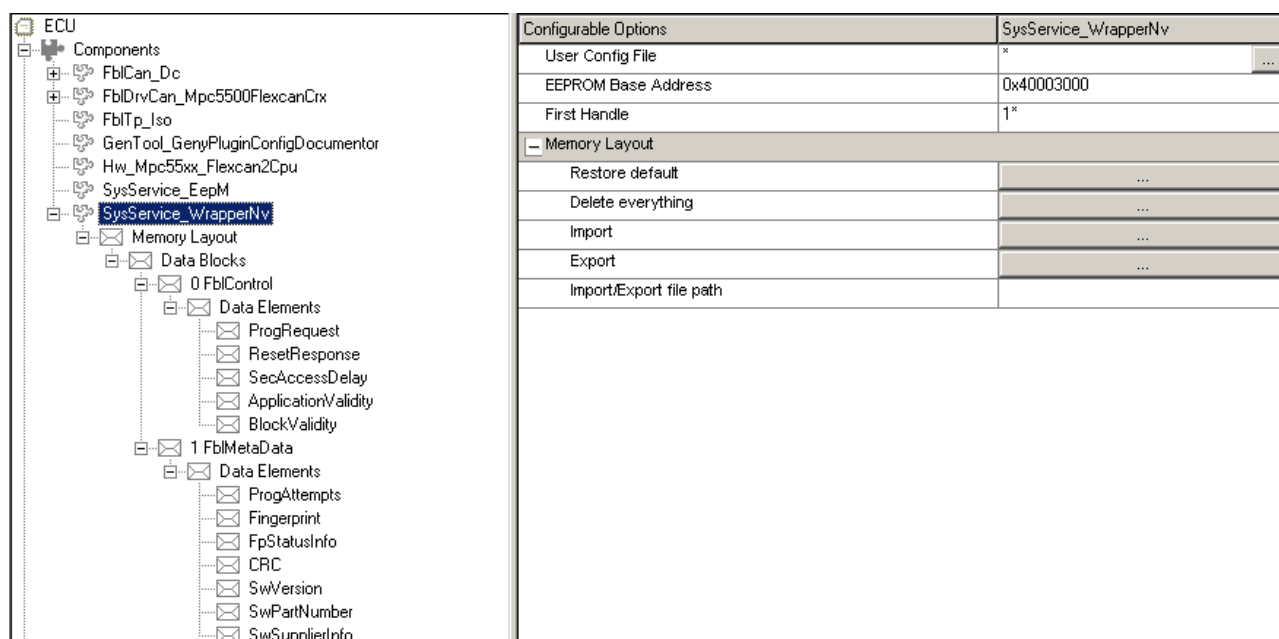 ECU
Components
FblCan_Dc
FblDrvCan_Mpc5500FlexcanCrx
FblTp_Iso
GenTool_GenyPluginConfigDocumentor
Hw_Mpc55xx_Flexcan2Cpu
SysService_EepM
SysService_WrapperNv
Memory Layout
Data Blocks
0 FblControl
Data Elements
ProgRequest
ResetResponse
SecAccessDelay
ApplicationValidity
BlockValidity
1 FblMetaData
Data Elements
ProgAttempts
Fingerprint
FpStatusInfo
CRC
SwVersion
SwPartNumber
SwSupplierInfo
Configurable Options SysService_WrapperNv
User Config File * ...
EEPROM Base Address 0x40003000
First Handle 1*
Memory Layout
Restore default ...
Delete everything ...
Import ...
Export ...
Import/Export file path